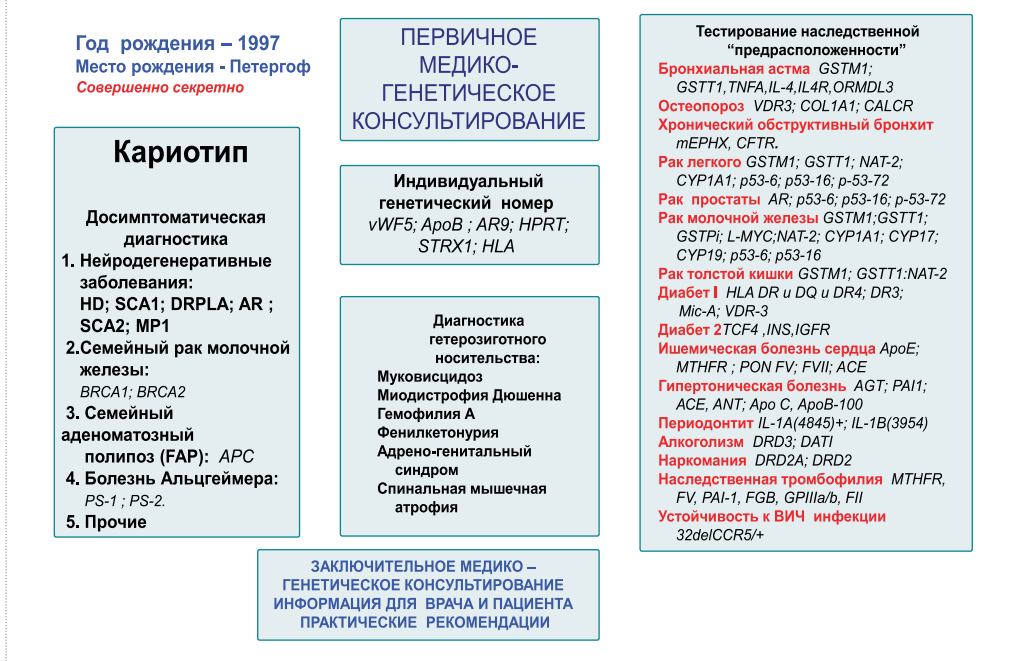 Год рождения – 1997
Место рождения - Петергоф
Совершенно секретно
Кариотип
Досимптоматическая
диагностика
1. Нейродегенеративные
заболевания:
HD; SCA1; DRPLA; AR ;
SCA2; MP1
2.Семейный рак молочной
железы:
BRCA1; BRCA2
3. Семейный
аденоматозный
полипоз (FAP): APC
4. Болезнь Альцгеймера:
PS-1 ; PS-2.
5. Прочие
ПЕРВИЧНОЕ
МЕДИКО-
ГЕНЕТИЧЕСКОЕ
КОНСУЛЬТИРОВАНИЕ
Индивидуальный
генетический номер
vWF5; ApoB ; AR9; HPRT;
STRX1; HLA
Диагностика
гетерозиготного
носительства:
Муковисцидоз
Миодистрофия Дюшенна
Гемофилия А
Фенилкетонурия
Адрено-генитальный
синдром
Спинальная мышечная
атрофия
Тестирование наследственной
“предрасположенности”
Бронхиальная астма GSTM1;
GSTT1,TNFA,IL-4,IL4R,ORMDL3
Остеопороз VDR3; COL1A1; CALCR
Хронический обструктивный бронхит
mEPHX, CFTR.
Рак легкого GSTM1; GSTT1; NAT-2;
CYP1A1; p53-6; p53-16; p-53-72
Рак простаты AR; p53-6; p53-16; p-53-72
Рак молочной железы GSTM1;GSTT1;
GSTPi; L-MYC;NAT-2; CYP1A1; CYP17;
CYP19; p53-6; p53-16
Рак толстой кишки GSTM1; GSTT1:NAT-2
Диабет I HLA DR и DQ и DR4; DR3;
Mic-A; VDR-3
Диабет 2TCF4 ,INS,IGFR
Ишемическая болезнь сердца ApoE;
MTHFR ; PON FV; FVII; ACE
Гипертоническая болезнь AGT; PAI1;
ACE, ANT; Apo C, ApoB-100
Периодонтит IL-1A(4845)+; IL-1B(3954)
Алкоголизм DRD3; DATI
Наркомания DRD2A; DRD2
Наследственная тромбофилия MTHFR,
FV, PAI-1, FGB, GPIIIa/b, FII
Устойчивость к ВИЧ инфекции
32delCCR5/+
ЗАКЛЮЧИТЕЛЬНОЕ МЕДИКО –
ГЕНЕТИЧЕСКОЕ КОНСУЛЬТИРОВАНИЕ
ИНФОРМАЦИЯ ДЛЯ ВРАЧА И ПАЦИЕНТА
ПРАКТИЧЕСКИЕ РЕКОМЕНДАЦИИ